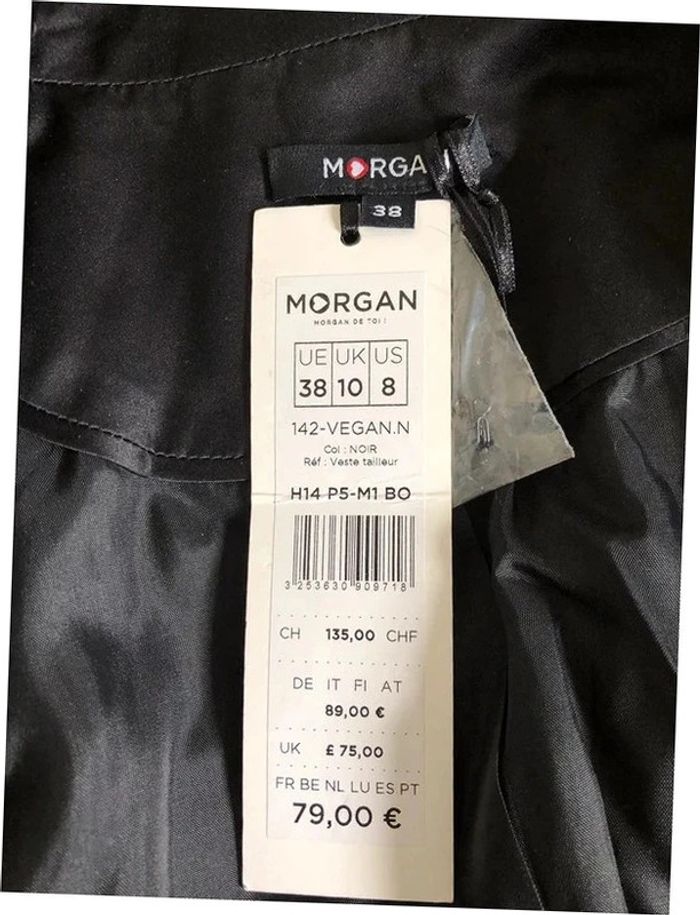 M❤RGA
38
MORGAN
MORGAN DE TOI !
UE UK US
38 10 8
142-VEGAN.N
Col : NOIR
Réf : Veste tailleur
H14 P5-M1 BO
3 253630 909718
CH 135,00 CHF
DE IT FI AT
89,00 €
UK £ 75,00
FR BE NL LU ES PT
79,00 €